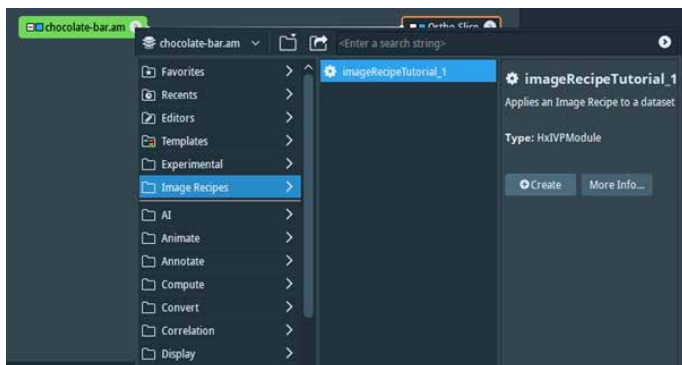 chocolate-bar.am
Ortho Slice
chocolate-bar.am
<Enter a search string>
Favorites
Recents
Editors
Templates
Experimental
Image Recipes
AI
Animate
Annotate
Compute
Convert
Correlation
Display
imageRecipeTutorial_1
imageRecipeTutorial_1
Applies an Image Recipe to a dataset
Type: HxIVPModule
Create
More Info...